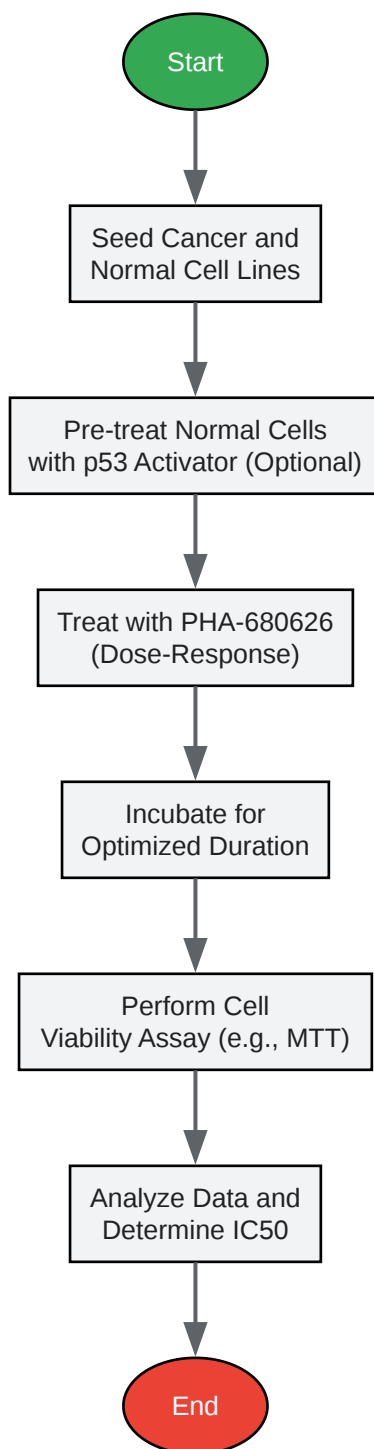 Start
Seed Cancer and
Normal Cell Lines
Pre-treat Normal Cells
with p53 Activator (Optional)
Treat with PHA-680626
(Dose-Response)
Incubate for
Optimized Duration
Perform Cell
Viability Assay (e.g., MTT)
Analyze Data and
Determine IC50
End